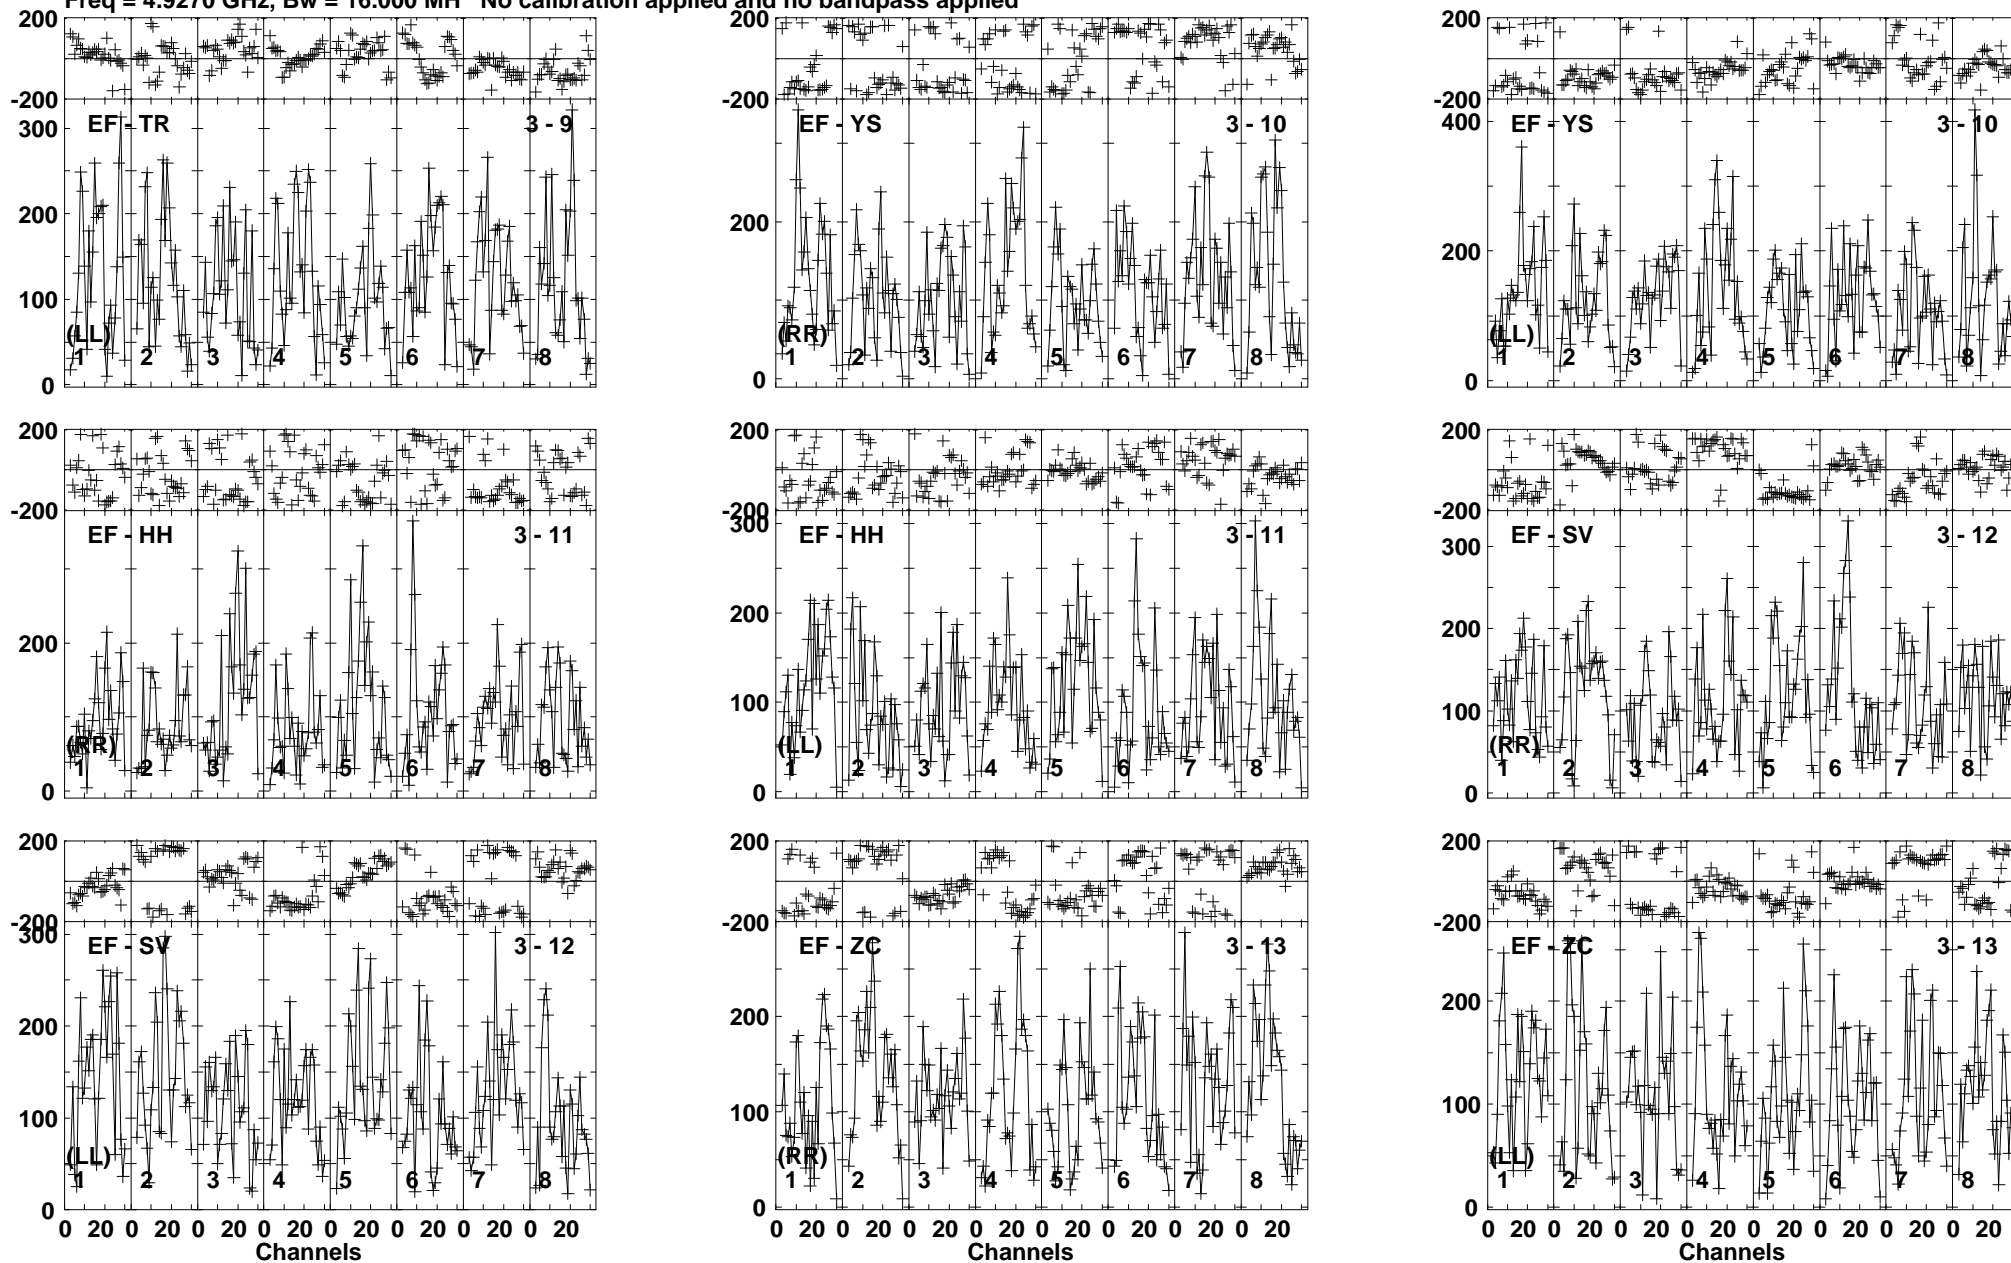 Freq = 4.9270 GHz, Bw = 16.000 MH No calibration applied and no bandpass applied
200 200 200
-200 -200 -200
EF - TR 3 - 9 EF - YS 3 - 10 EF - YS 3 - 10
300 400
200 200 200
100
(LL) (RR) (LL)
1 2 3 4 5 6 7 8 1 2 3 4 5 6 7 8 1 2 3 4 5 6 7 8
0 0 0
200 200 200
-200 -200 -200
EF - HH 3 - 11 EF - HH 3 - 11 EF - SV 3 - 12
300 300
200 200 200
100 100
(RR) (LL) (RR)
1 2 3 4 5 6 7 8 1 2 3 4 5 6 7 8 1 2 3 4 5 6 7 8
0 0 0
200 200 200
-200 -200 -200
EF - SV 3 - 12 EF - ZC 3 - 13 EF - ZC 3 - 13
300
200 200 200
100 100 100
(LL) (RR) (LL)
1 2 3 4 5 6 7 8 1 2 3 4 5 6 7 8 1 2 3 4 5 6 7 8
0 0 0
0 20 0 20 0 20 0 20 0 20 0 20 0 20 0 20 0 20 0 20 0 20 0 20 0 20 0 20 0 20 0 20 0 20 0 20 0 20 0 20 0 20 0 20 0 20 0 20
Channels Channels Channels